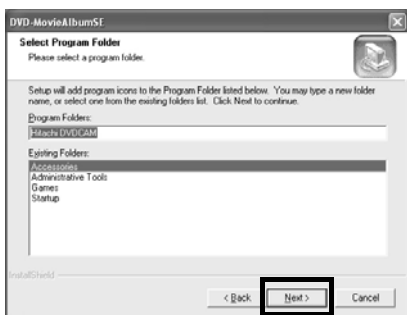 DVD-MovieAlbumSE
Select Program Folder
Please select a program folder.
Setup will add program icons to the Program Folder listed below. You may type a new folder
name, or select one from the existing folders list. Click Next to continue.
Program Folders:
Hitachi DVDCAM
Existing Folders:
Accessories
Administrative Tools
Games
Startup
InstallShield
< Back Next > Cancel